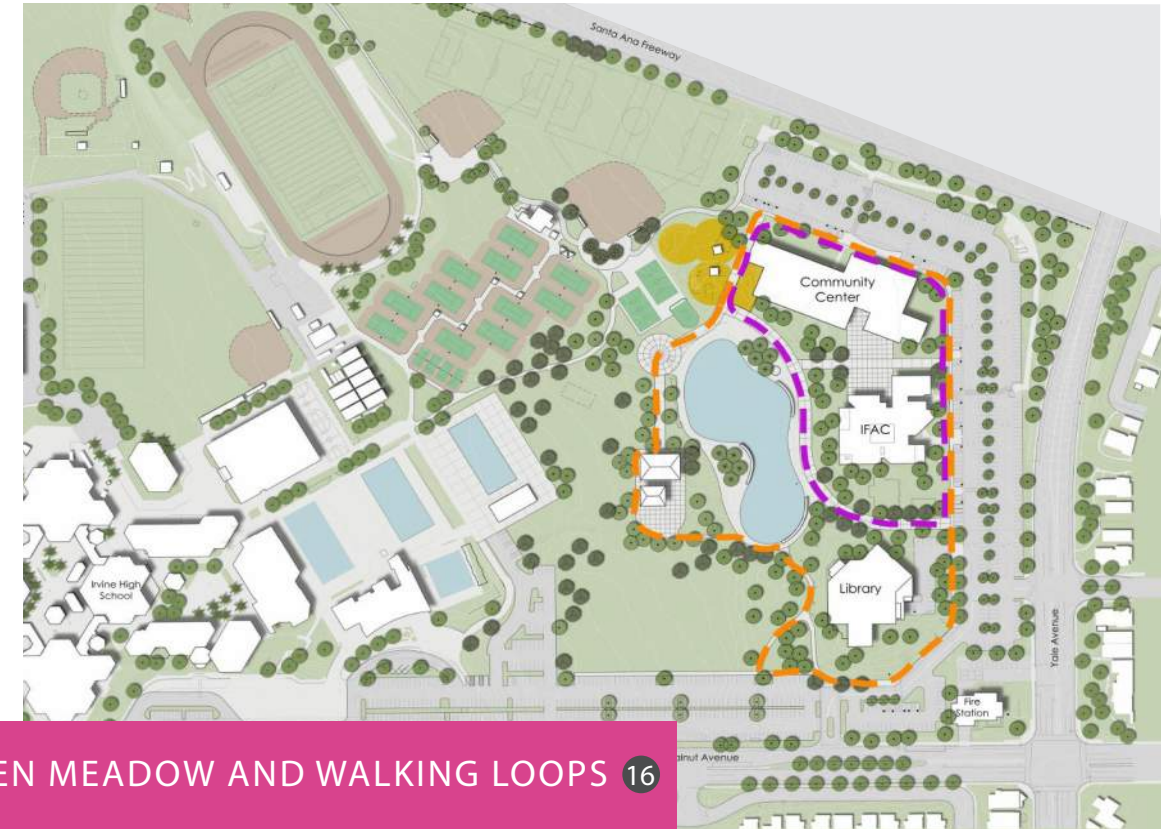 Santa Ana Freeway
Community
Center
IFAC
Irvine High
School
Library
Yale Avenue
Fire
Station
EN MEADOW AND WALKING LOOPS 16
alnut Avenue